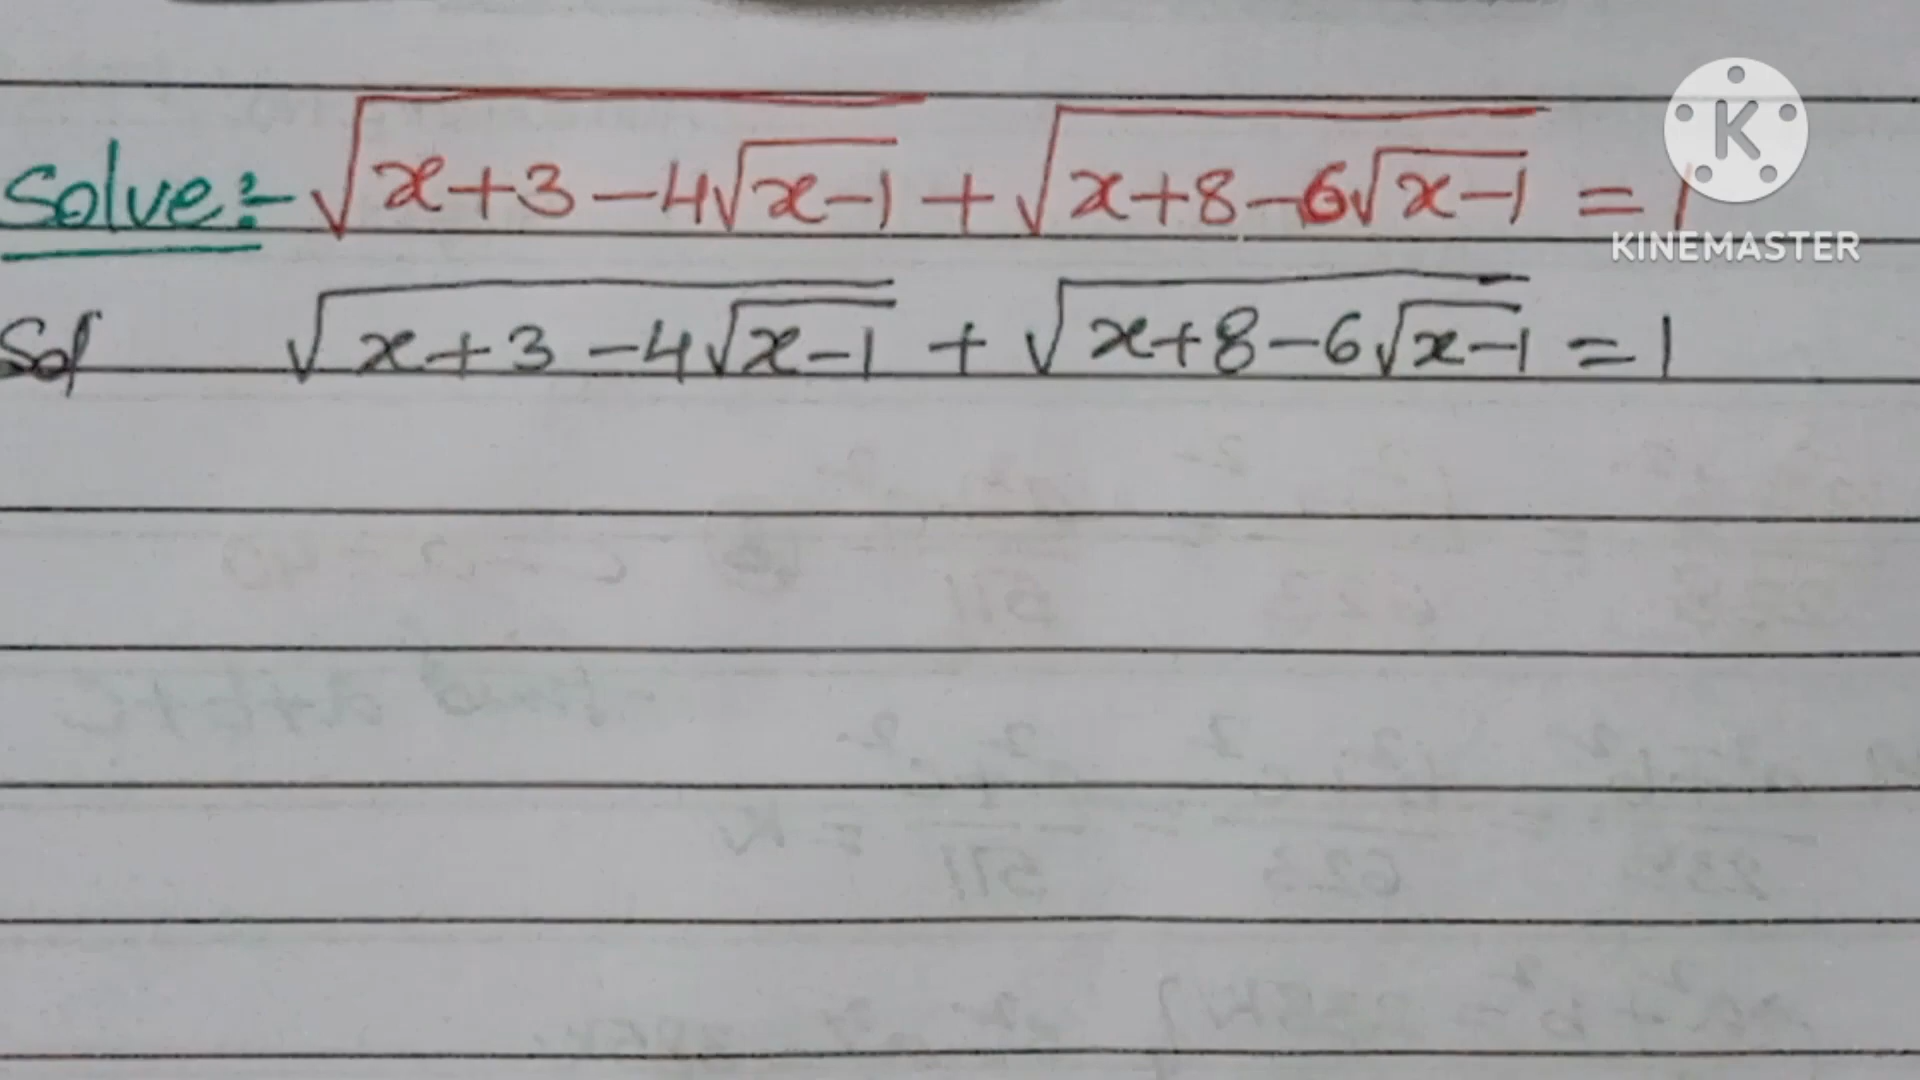 Solve:- √(x+3-4√(x-1)) + √(x+8-6√(x-1)) = 1
KINEMASTER
Sol √(x+3-4√(x-1)) + √(x+8-6√(x-1)) = 1